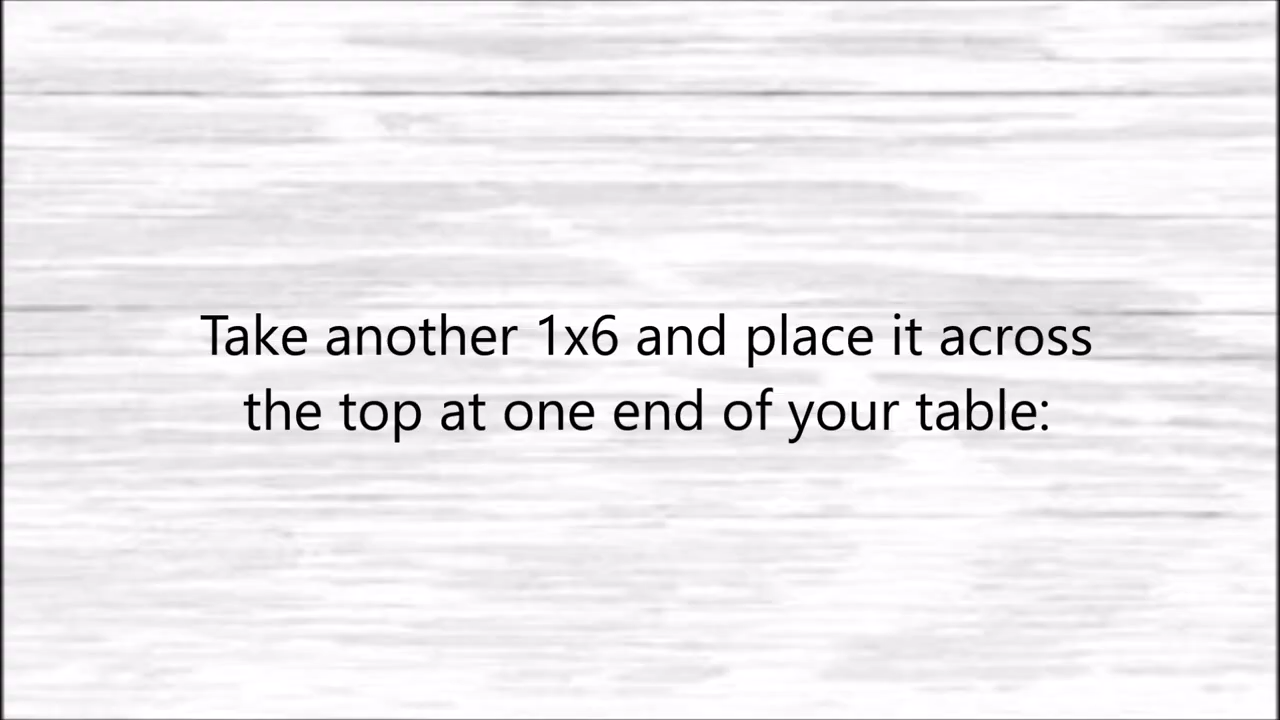 Take another 1x6 and place it across
the top at one end of your table: